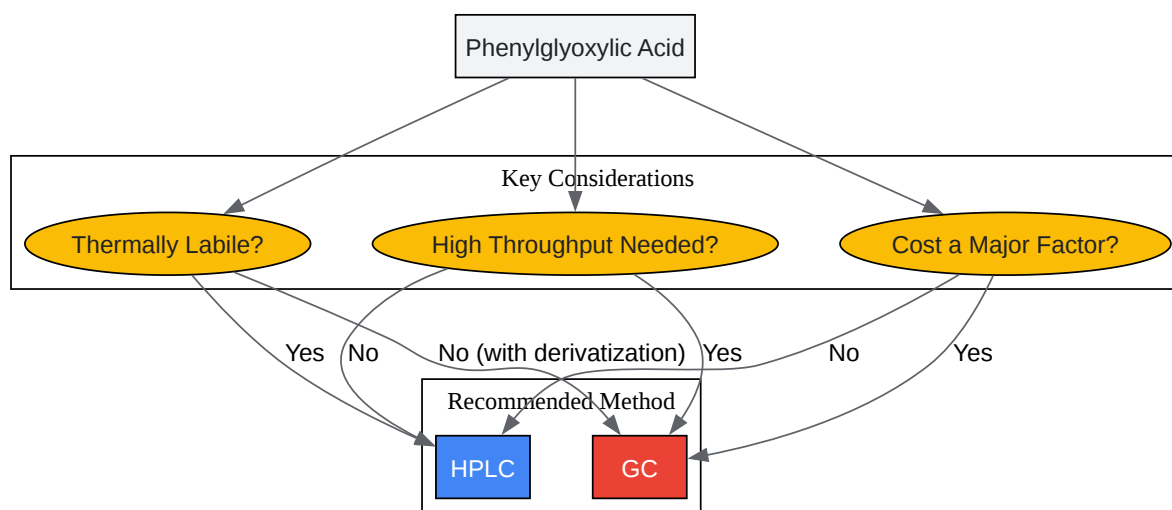 Phenylglyoxylic Acid
Key Considerations
Thermally Labile?
High Throughput Needed?
Cost a Major Factor?
Yes
No
No (with derivatization)
Yes
No
Yes
Recommended Method
HPLC
GC